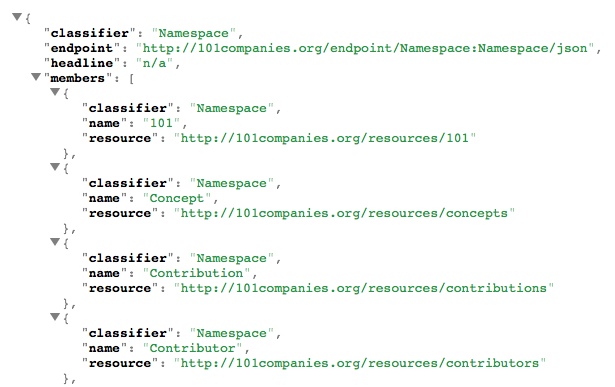 {
"classifier": "Namespace",
"endpoint": "http://101companies.org/endpoint/Namespace:Namespace/json",
"headline": "n/a",
"members": [
{
"classifier": "Namespace",
"name": "101",
"resource": "http://101companies.org/resources/101"
},
{
"classifier": "Namespace",
"name": "Concept",
"resource": "http://101companies.org/resources/concepts"
},
{
"classifier": "Namespace",
"name": "Contribution",
"resource": "http://101companies.org/resources/contributions"
},
{
"classifier": "Namespace",
"name": "Contributor",
"resource": "http://101companies.org/resources/contributors"
},